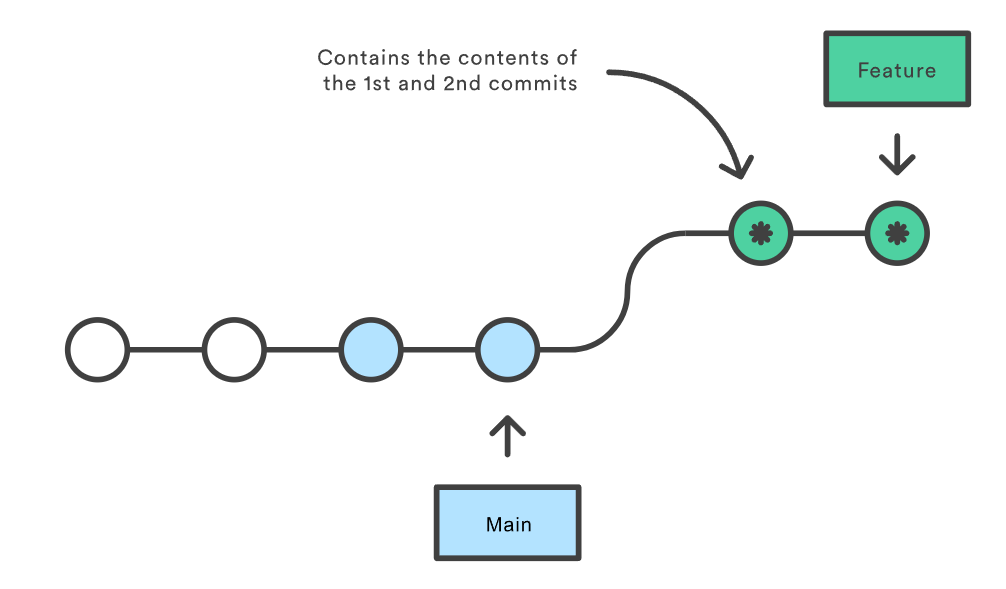 Contains the contents of
the 1st and 2nd commits
Feature
Main